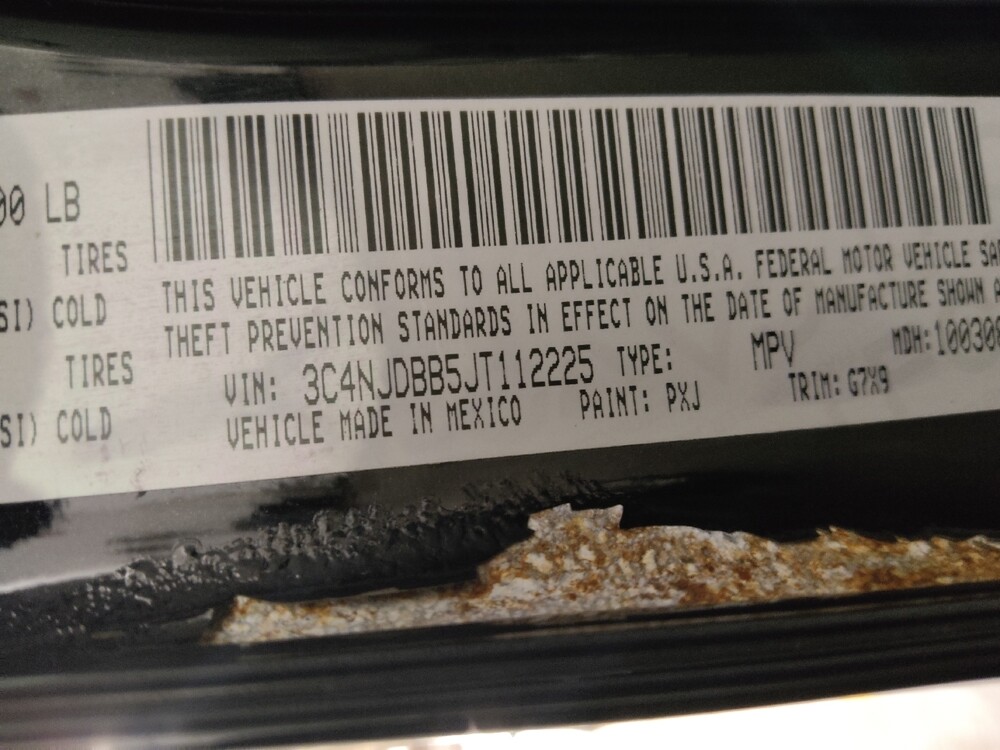 00 LB
TIRES
SI) COLD
TIRES
SI) COLD
THIS VEHICLE CONFORMS TO ALL APPLICABLE U.S.A. FEDERAL MOTOR VEHICLE SA
THEFT PREVENTION STANDARDS IN EFFECT ON THE DATE OF MANUFACTURE SHOWN A
VIN: 3C4NJDBB5JT112225 TYPE: MPV MDH: 100300
VEHICLE MADE IN MEXICO PAINT: PXJ TRIM: G7X9